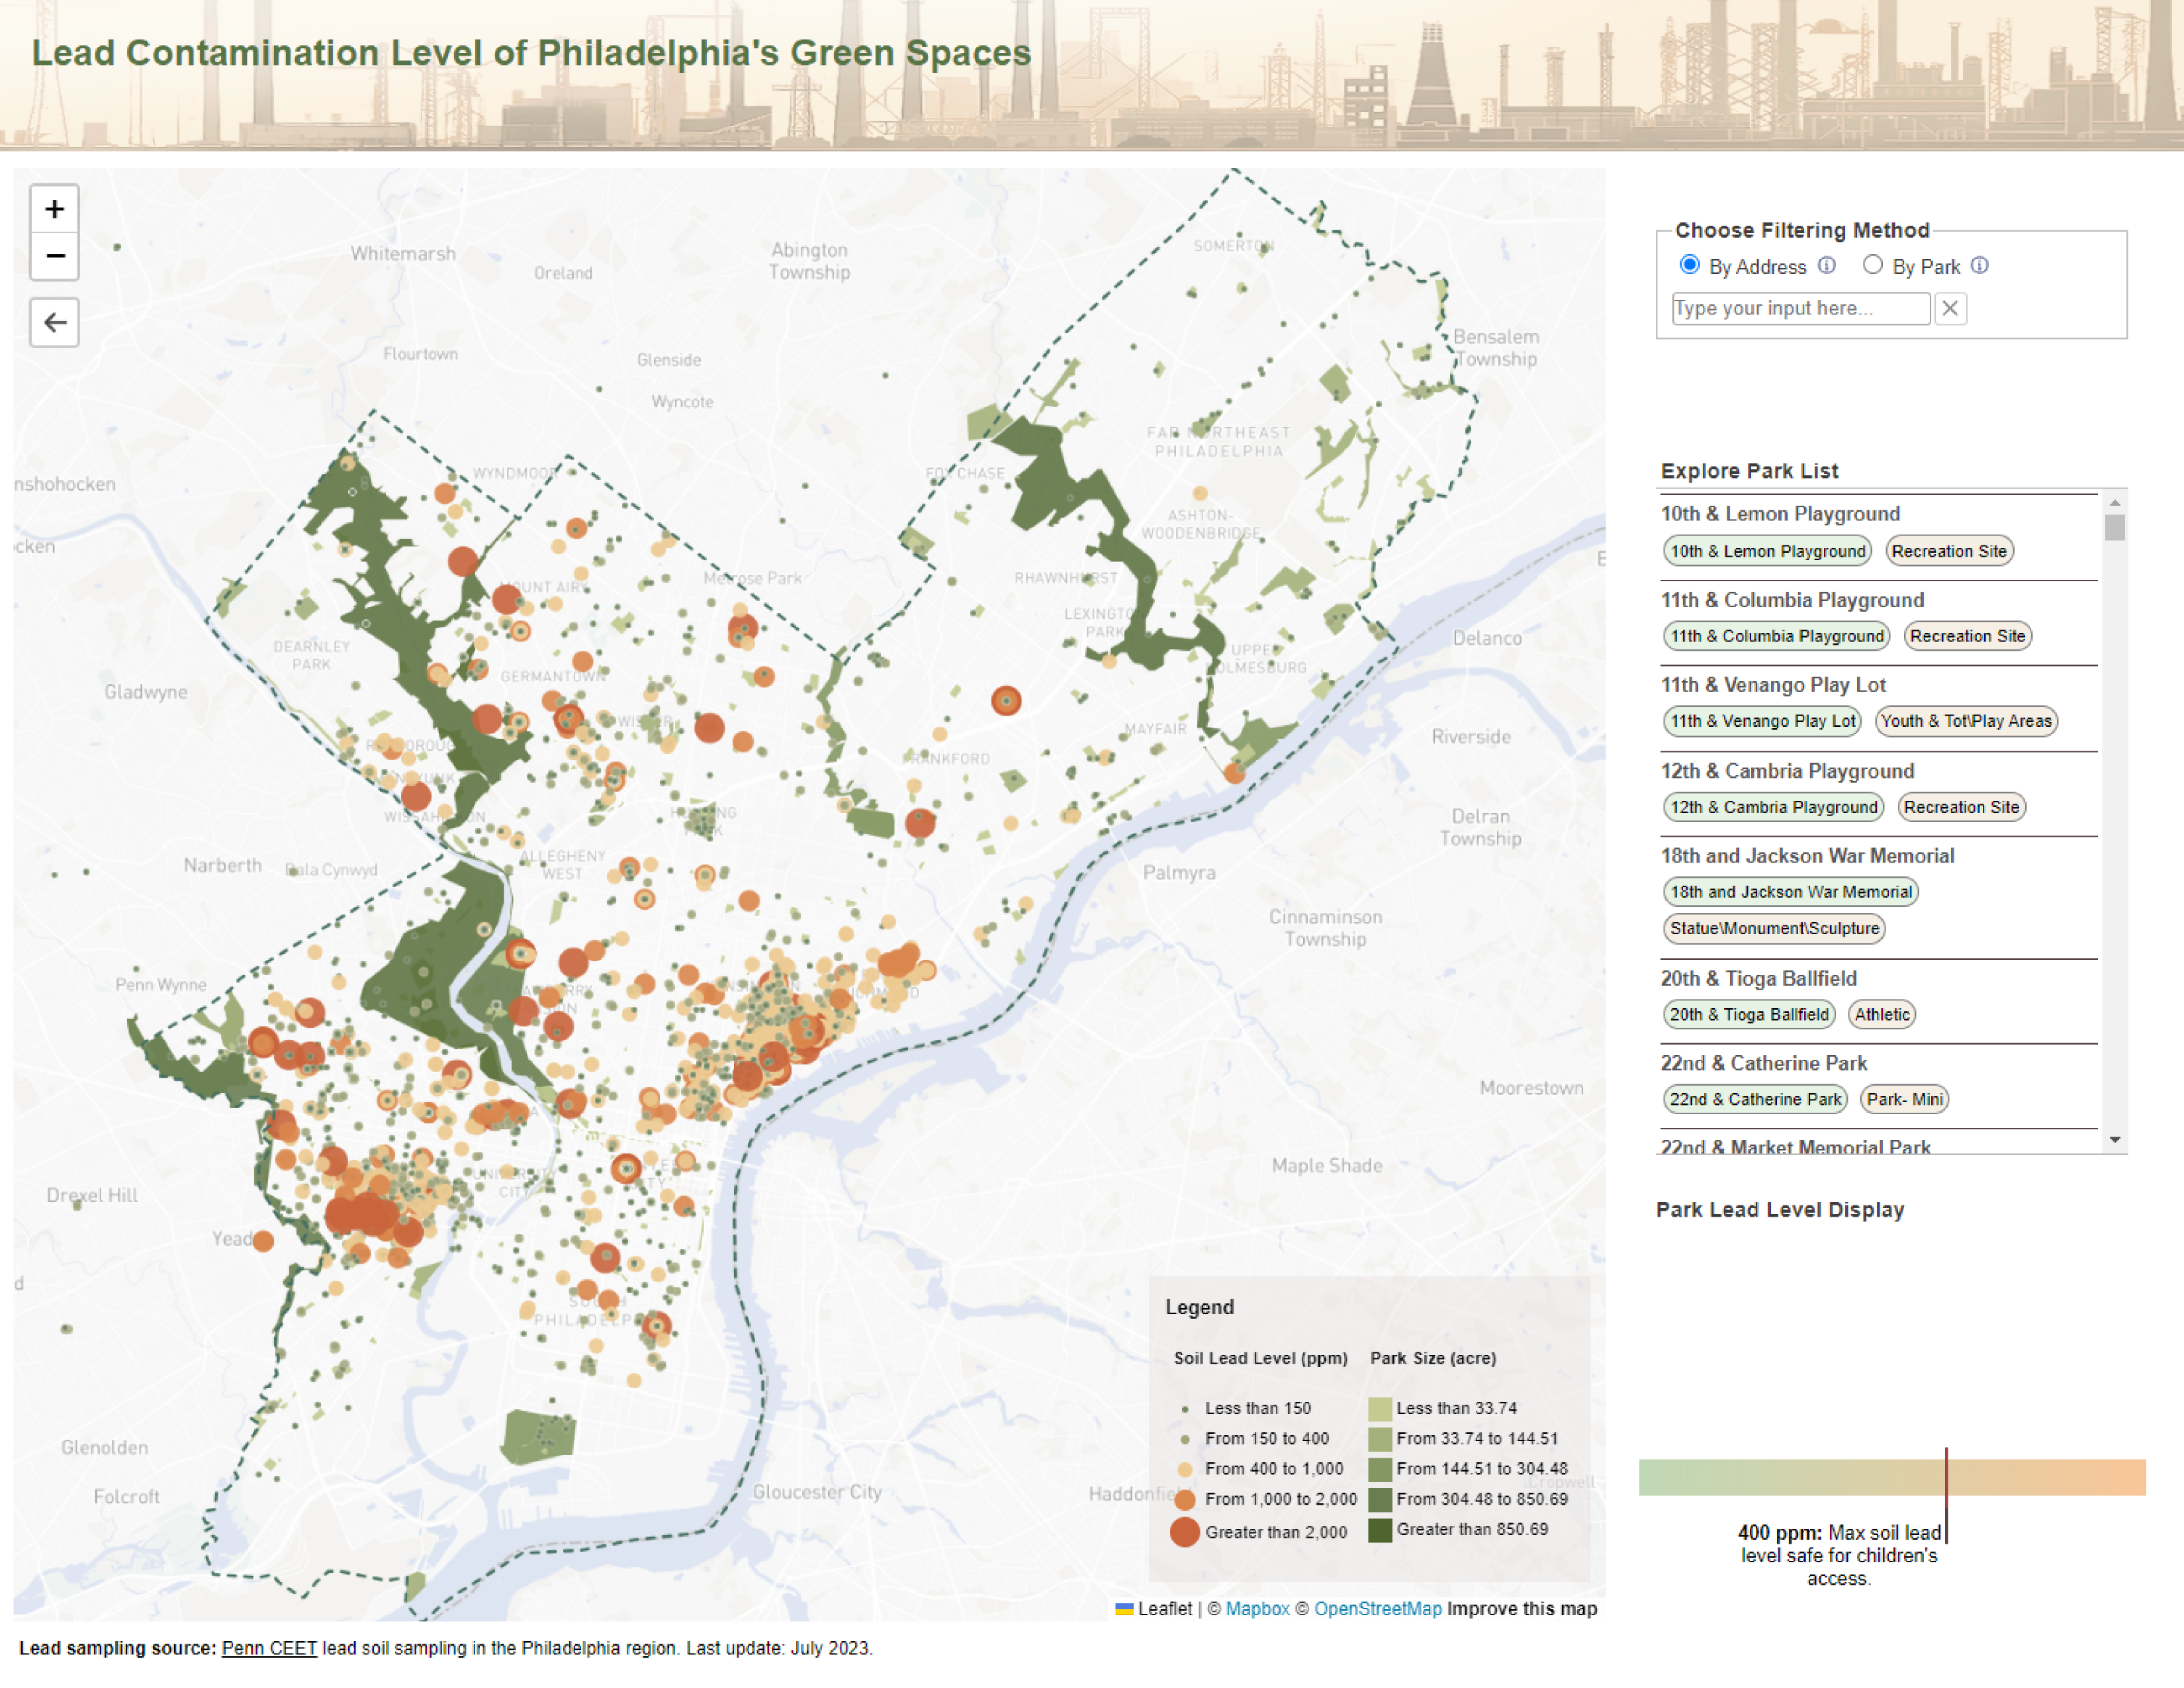 Lead Contamination Level of Philadelphia's Green Spaces
+
−
Whitemarsh
Oreland
Abington
Township
Flourtown
Glenside
Wyncote
SOMERTON
Bensalem
Township
FAR NORTHEAST
PHILADELPHIA
WYNDMOOR
FOX CHASE
nshohocken
cken
ASHTON-
WOODENBRIDGE
MOUNT AIRY
Melrose Park
RHAWNHURST
LEXINGTO
PARK
DEARNLEY
PARK
GERMANTOWN
UPPER
HOLMESBURG
Delanco
Gladwyne
Riverside
MAYFAIR
FRANKFORD
Delran
Township
Narberth
Bala Cynwyd
ALLEGHENY
WEST
Palmyra
Cinnaminson
Township
Penn Wynne
Moorestown
Maple Shade
UNIVERSITY
CITY
Drexel Hill
Yead
SOUTH
PHILADELP
Glenolden
Folcroft
Gloucester City
Haddonfie
Cropwell
Legend
Soil Lead Level (ppm) Park Size (acre)
Less than 150 Less than 33.74
From 150 to 400 From 33.74 to 144.51
From 400 to 1,000 From 144.51 to 304.48
From 1,000 to 2,000 From 304.48 to 850.69
Greater than 2,000 Greater than 850.69
Leaflet | © Mapbox © OpenStreetMap Improve this map
Lead sampling source: Penn CEET lead soil sampling in the Philadelphia region. Last update: July 2023.
Choose Filtering Method
By Address By Park
Type your input here...
Explore Park List
10th & Lemon Playground
10th & Lemon Playground Recreation Site
11th & Columbia Playground
11th & Columbia Playground Recreation Site
11th & Venango Play Lot
11th & Venango Play Lot Youth & Tot\Play Areas
12th & Cambria Playground
12th & Cambria Playground Recreation Site
18th and Jackson War Memorial
18th and Jackson War Memorial
Statue\Monument\Sculpture
20th & Tioga Ballfield
20th & Tioga Ballfield Athletic
22nd & Catherine Park
22nd & Catherine Park Park- Mini
22nd & Market Memorial Park
Park Lead Level Display
400 ppm: Max soil lead
level safe for children's
access.